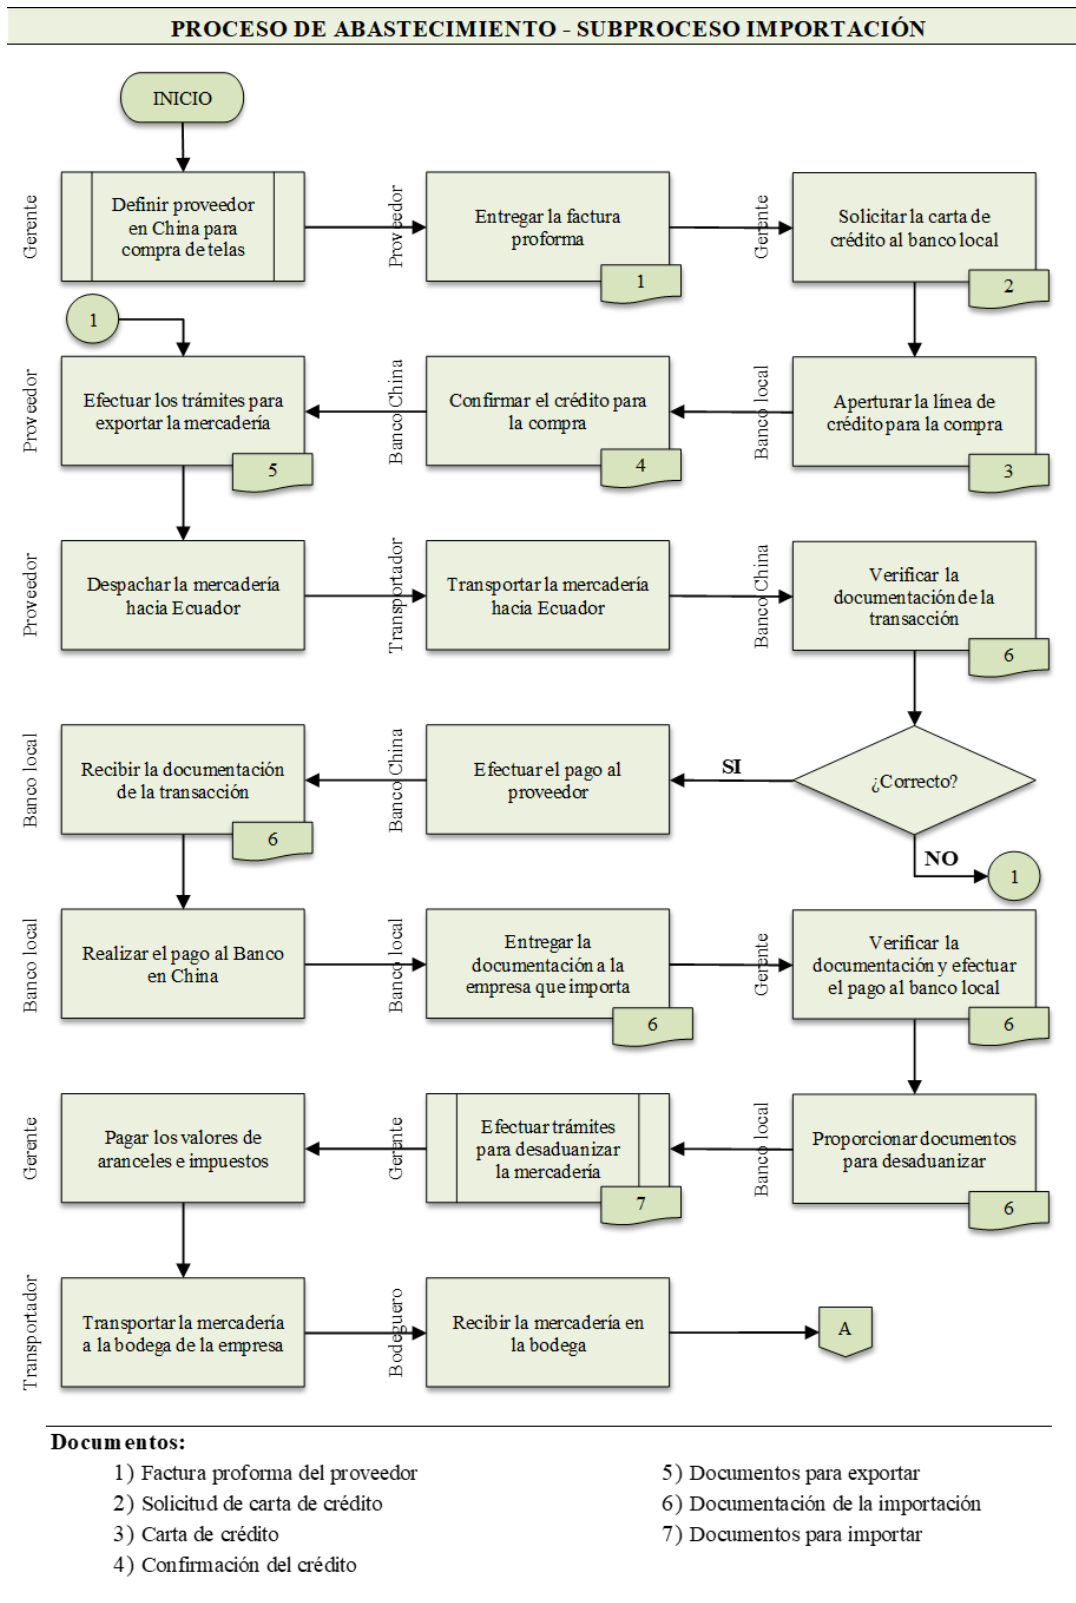 PROCESO DE ABASTECIMIENTO - SUBPROCESO IMPORTACIÓN
INICIO
Gerente
Definir proveedor
en China para
compra de telas
Proveedor
Entregar la factura
proforma
1
Gerente
Solicitar la carta de
crédito al banco local
2
1
Proveedor
Efectuar los trámites para
exportar la mercadería
5
Banco China
Confirmar el crédito para
la compra
4
Banco local
Aperturar la línea de
crédito para la compra
3
Proveedor
Despachar la mercadería
hacia Ecuador
Transportador
Transportar la mercadería
hacia Ecuador
Banco China
Verificar la
documentación de la
transacción
6
Banco local
Recibir la documentación
de la transacción
6
Banco China
Efectuar el pago al
proveedor
SI
¿Correcto?
NO
1
Banco local
Realizar el pago al Banco
en China
Banco local
Entregar la
documentación a la
empresa que importa
6
Gerente
Verificar la
documentación y efectuar
el pago al banco local
6
Gerente
Pagar los valores de
aranceles e impuestos
Gerente
Efectuar trámites
para desaduanizar
la mercadería
7
Banco local
Proporcionar documentos
para desaduanizar
6
Transportador
Transportar la mercadería
a la bodega de la empresa
Bodeguero
Recibir la mercadería en
la bodega
A
Documentos:
1) Factura proforma del proveedor
2) Solicitud de carta de crédito
3) Carta de crédito
4) Confirmación del crédito
5) Documentos para exportar
6) Documentación de la importación
7) Documentos para importar